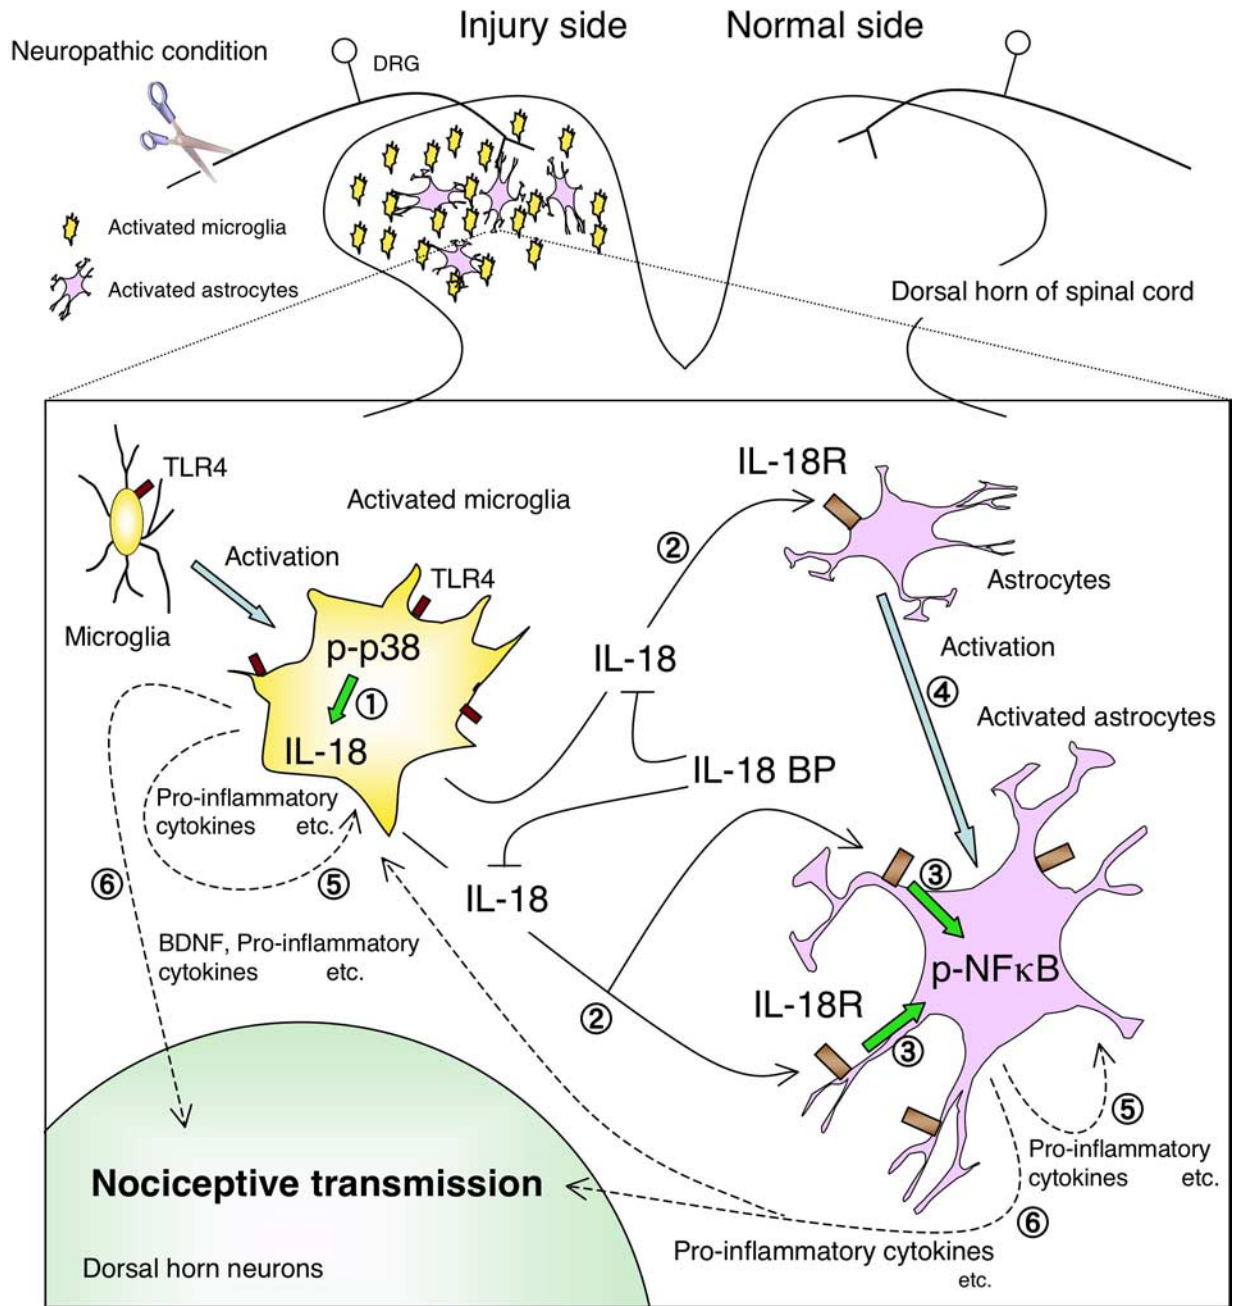 Injury side
Normal side
Neuropathic condition
DRG
Activated microglia
Activated astrocytes
Dorsal horn of spinal cord
TLR4
Activated microglia
IL-18R
②
Activation
TLR4
Astrocytes
Microglia
p-p38
IL-18
Activation
①
④
IL-18
Activated astrocytes
IL-18 BP
Pro-inflammatory
cytokines etc.
⑥
⑤
③
IL-18
BDNF, Pro-inflammatory
cytokines etc.
p-NFκB
IL-18R
②
③
⑤
Pro-inflammatory
cytokines etc.
Nociceptive transmission
⑥
Pro-inflammatory cytokines
etc.
Dorsal horn neurons